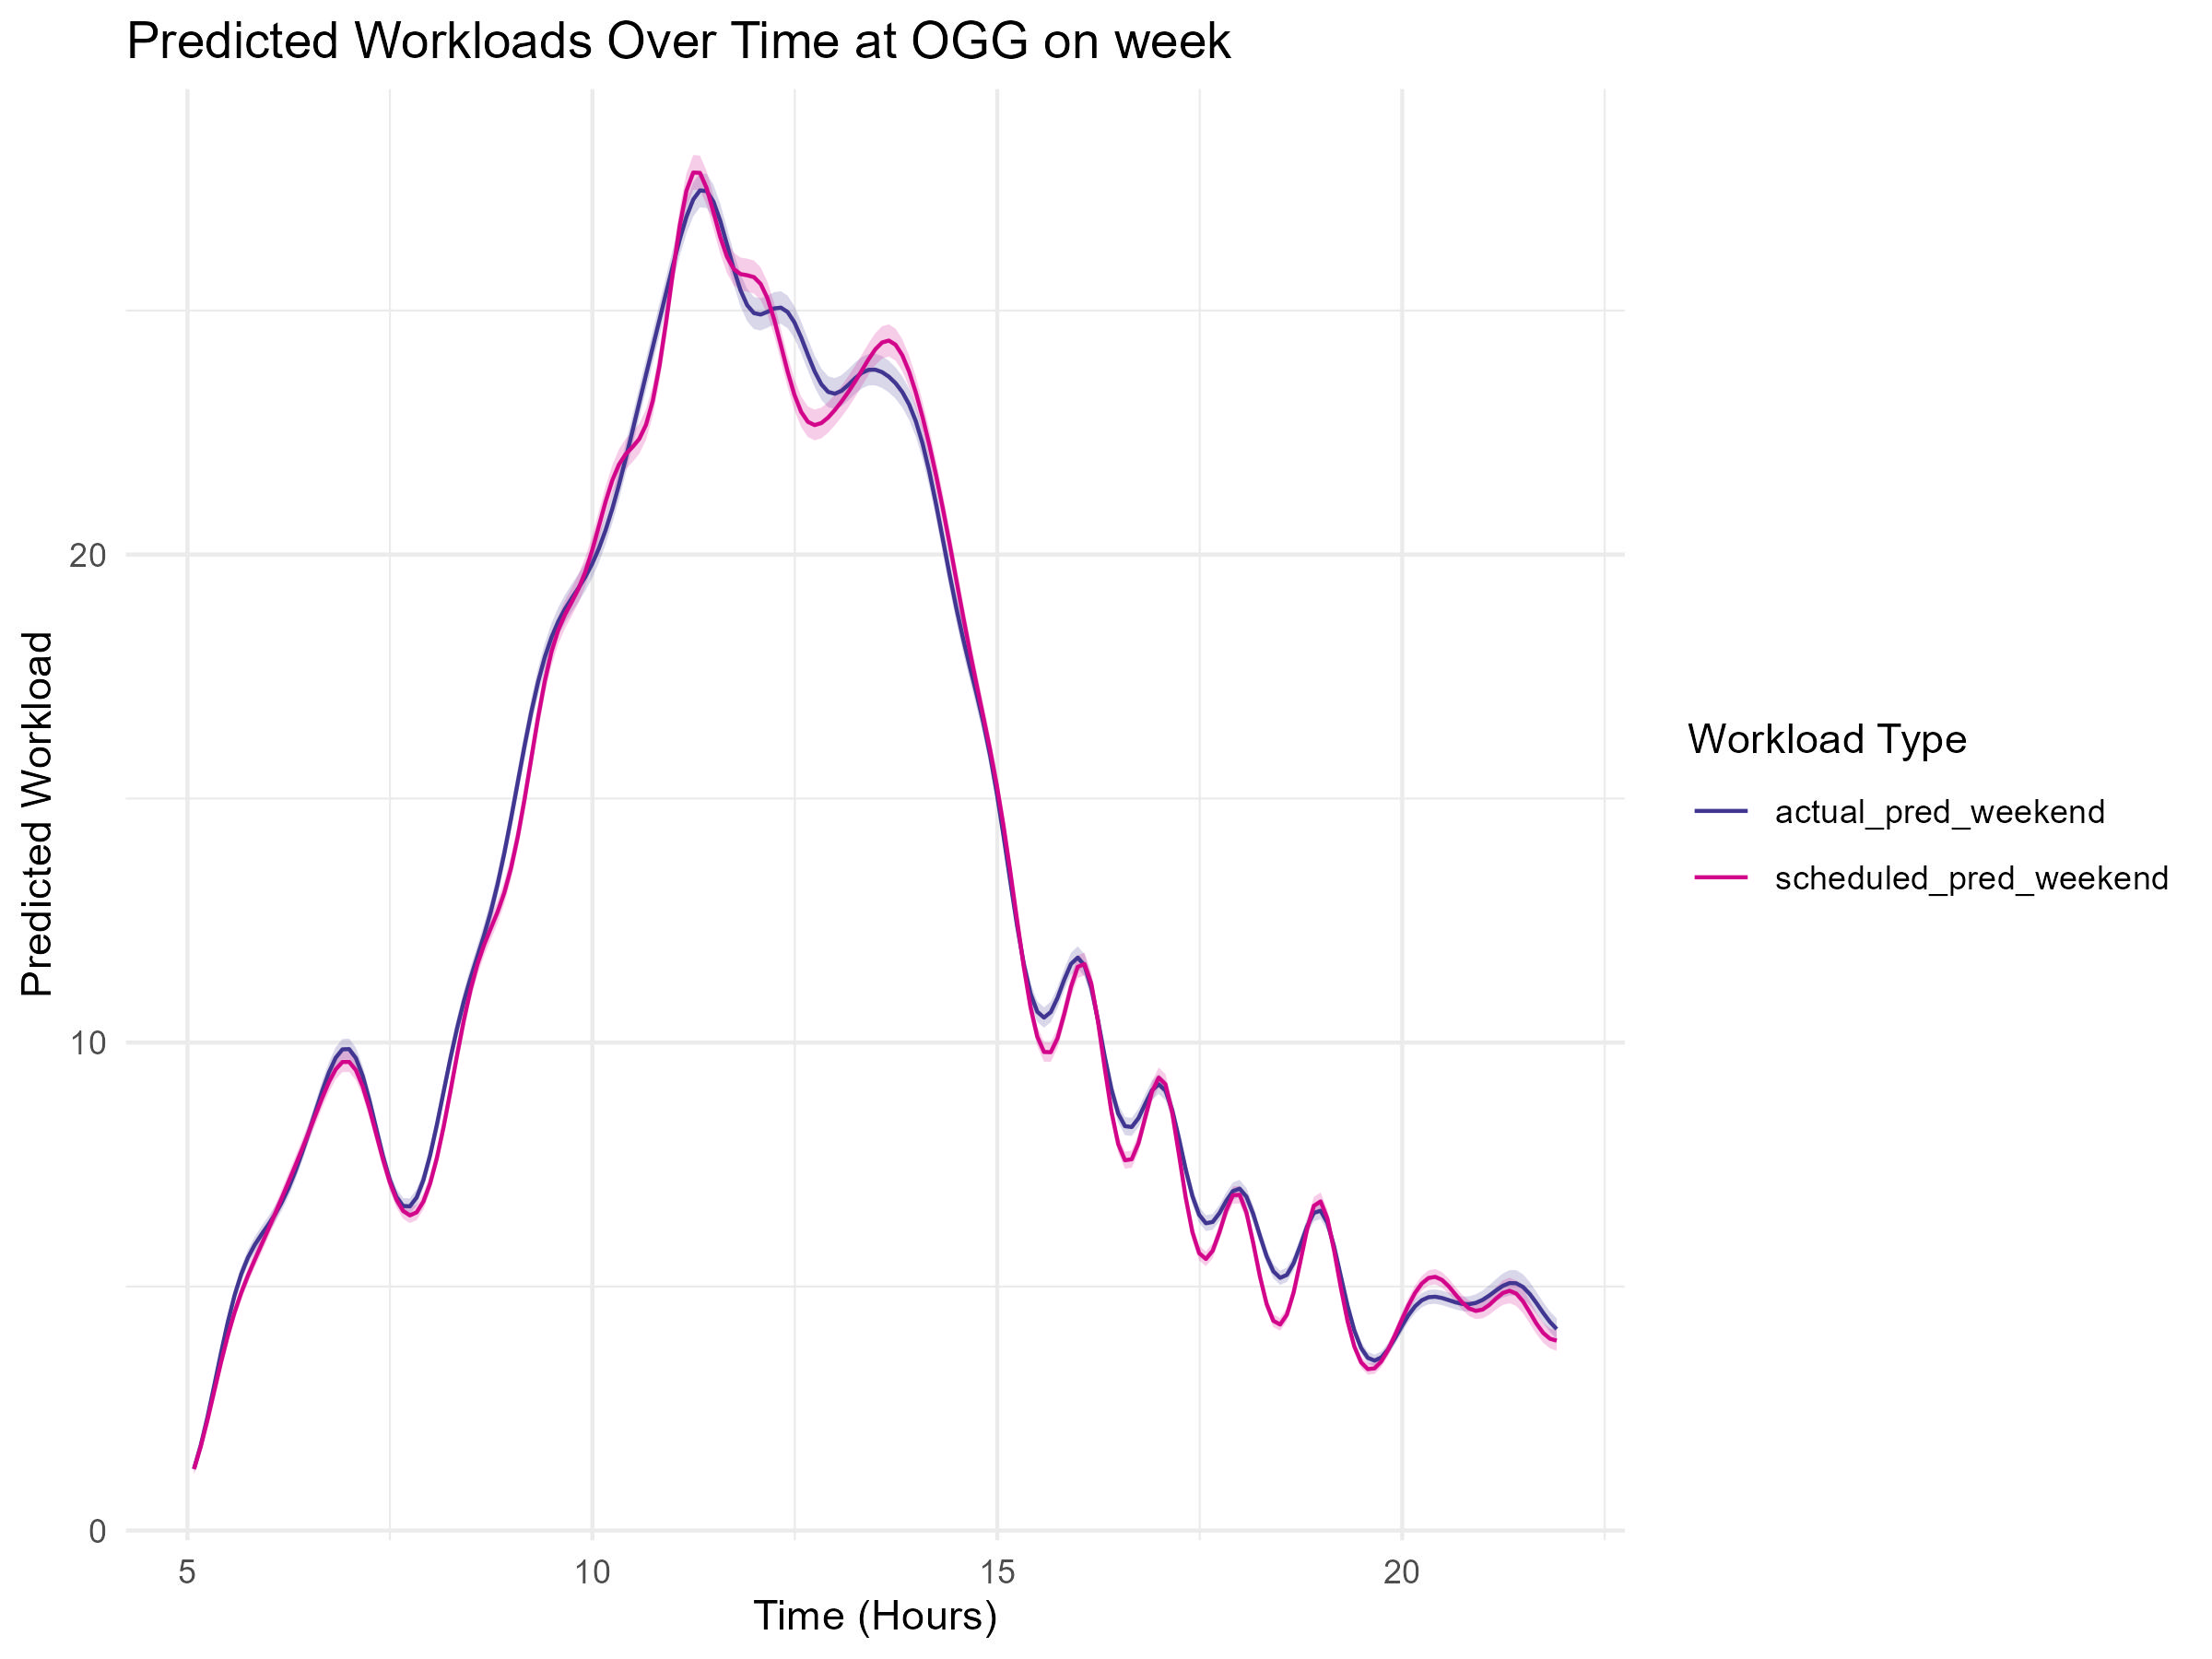 Predicted Workloads Over Time at OGG on week
Predicted Workload
20
10
0
5
10
15
20
Time (Hours)
Workload Type
actual_pred_weekend
scheduled_pred_weekend